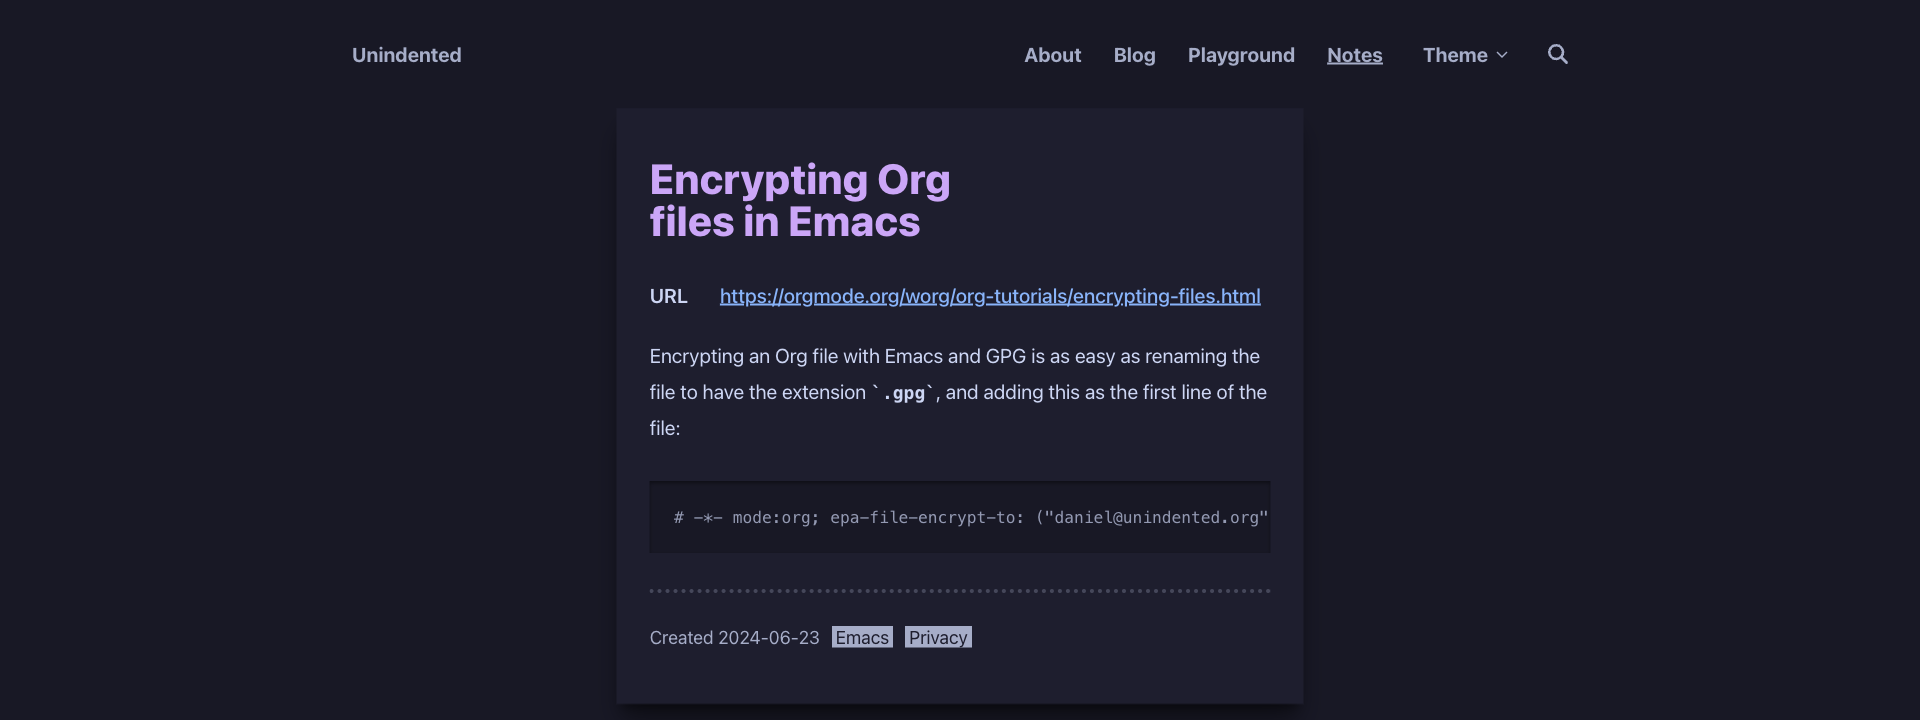 Unindented
About Blog Playground Notes Theme
Encrypting Org
files in Emacs
URL https://orgmode.org/worg/org-tutorials/encrypting-files.html
Encrypting an Org file with Emacs and GPG is as easy as renaming the
file to have the extension `.gpg`, and adding this as the first line of the
file:
# -*- mode:org; epa-file-encrypt-to: ("daniel@unindented.org"
Created 2024-06-23 Emacs Privacy